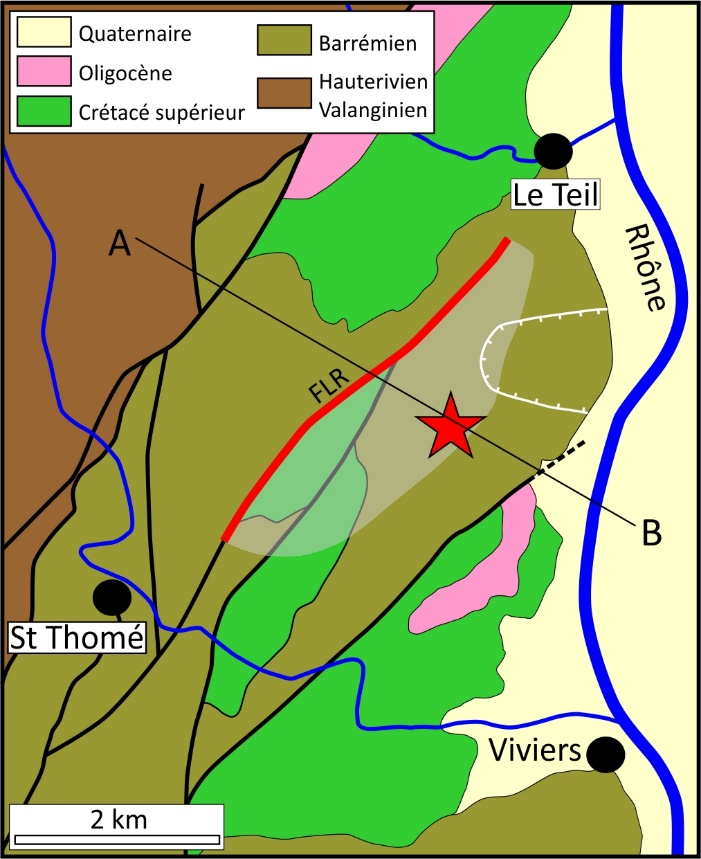 Quaternaire
Oligocène
Crétacé supérieur
Barrémien
Hauterivien
Valanginien
Le Teil
Rhône
A
FLR
B
St Thomé
Viviers
2 km